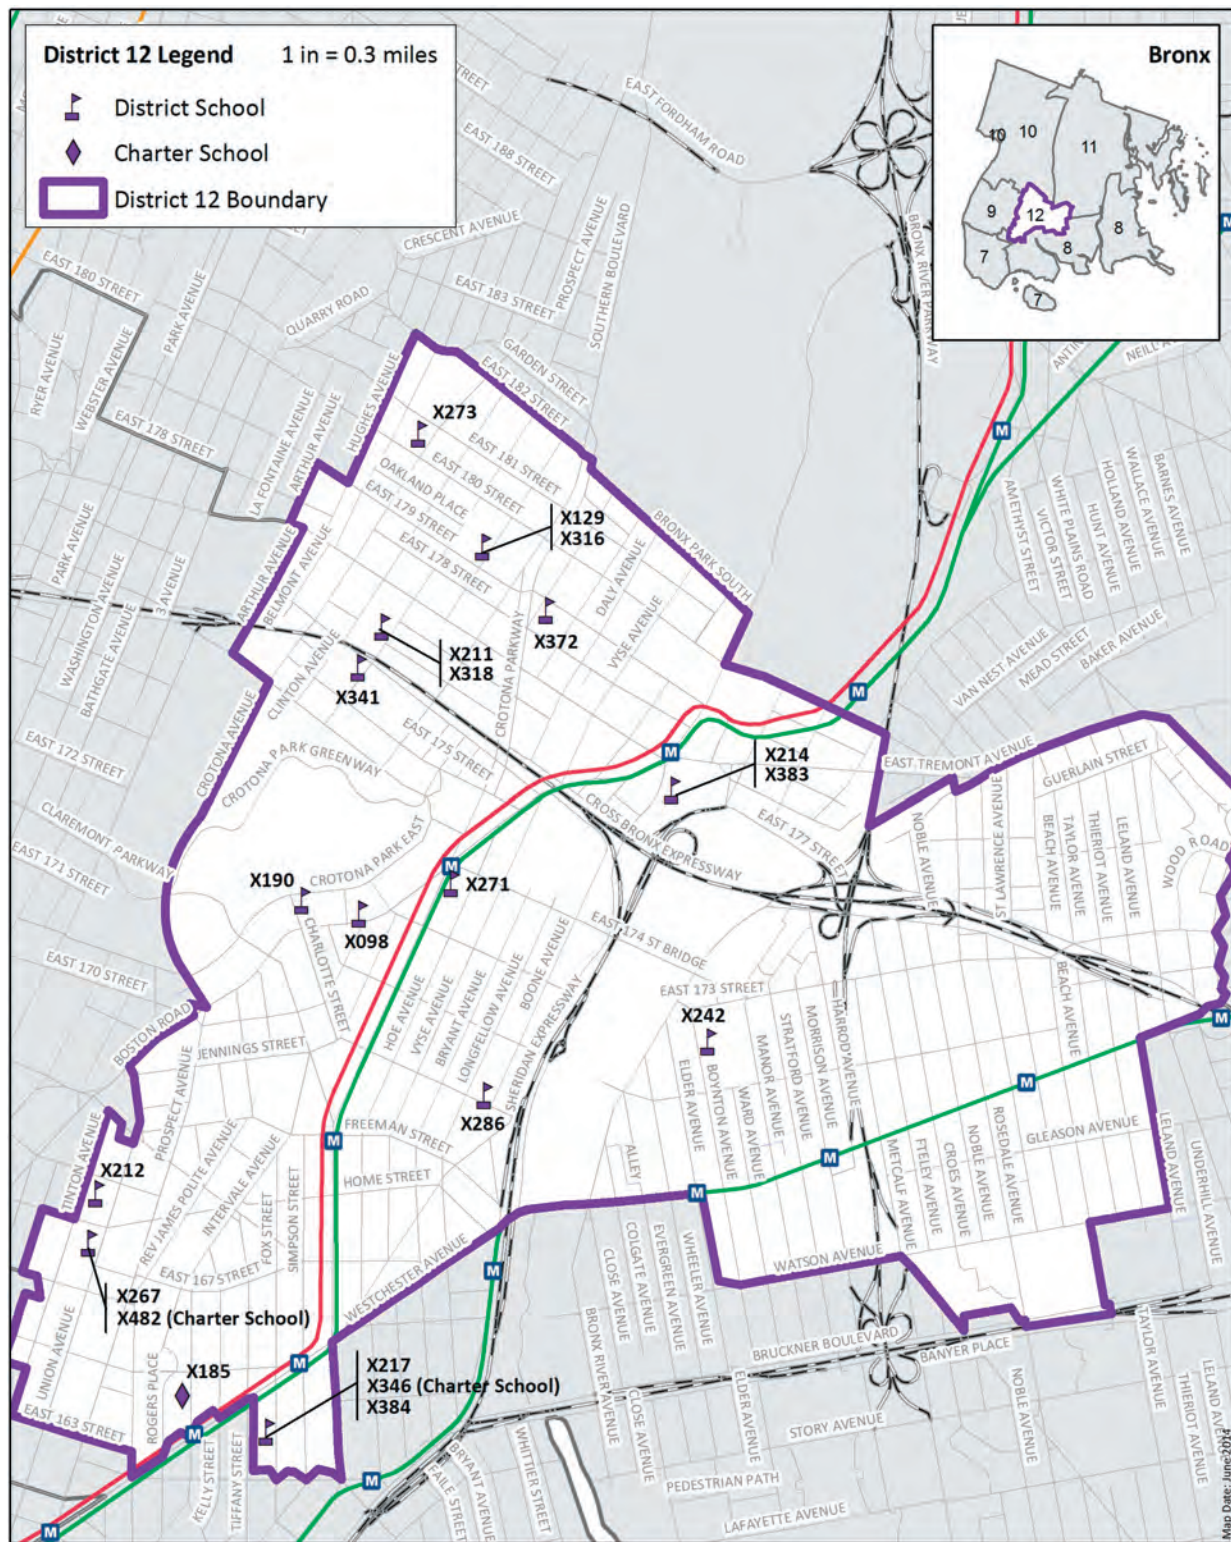 District 12 Legend 1 in = 0.3 miles
District School
Charter School
District 12 Boundary
Bronx
10
10
11
9
12
8
8
7
7
EAST FORDHAM ROAD
EAST 188 STREET
CRESCENT AVENUE
PROSPECT AVENUE
SOUTHERN BOULEVARD
BRONX RIVER PARKWAY
EAST 180 STREET
PARK AVENUE
QUARRY ROAD
EAST 183 STREET
GARDEN STREET
EAST 182 STREET
RYER AVENUE
WEBSTER AVENUE
EAST 178 STREET
LA FONTAINE AVENUE
ARTHUR AVENUE
HUGHES AVENUE
X273
EAST 181 STREET
EAST 180 STREET
OAKLAND PLACE
EAST 179 STREET
EAST 178 STREET
X129
X316
BRONX PARK SOUTH
M
AMETHYST STREET
WHITE PLAINS ROAD
VICTOR STREET
HUNT AVENUE
HOLLAND AVENUE
WALLACE AVENUE
BARNES AVENUE
PARK AVENUE
WASHINGTON AVENUE
BATHGATE AVENUE
3 AVENUE
ARTHUR AVENUE
BELMONT AVENUE
CLINTON AVENUE
X211
X318
X341
X372
CROTONA PARKWAY
DALY AVENUE
VYSE AVENUE
VAN NEST AVENUE
MEAD STREET
BAKER AVENUE
M
EAST 172 STREET
CROTONA AVENUE
CROTONA PARK GREENWAY
EAST 175 STREET
M
X214
X383
EAST TREMONT AVENUE
GUERLAIN STREET
CLAREMONT PARKWAY
EAST 171 STREET
CROSS BRONX EXPRESSWAY
EAST 177 STREET
NOBLE AVENUE
ST LAWRENCE AVENUE
BEACH AVENUE
TAYLOR AVENUE
THIERIOT AVENUE
LELAND AVENUE
WOOD ROAD
X190
CROTONA PARK EAST
M
X271
X098
CHARLOTTE STREET
EAST 174 ST BRIDGE
EAST 170 STREET
BOSTON ROAD
JENNINGS STREET
HOE AVENUE
VYSE AVENUE
BRYANT AVENUE
LONGFELLOW AVENUE
BOONE AVENUE
SHERIDAN EXPRESSWAY
EAST 173 STREET
X242
ELDER AVENUE
BOYNTON AVENUE
WARD AVENUE
MANOR AVENUE
STRATFORD AVENUE
MORRISON AVENUE
HARROD AVENUE
BEACH AVENUE
M
M
X286
FREEMAN STREET
M
HOME STREET
PROSPECT AVENUE
TINTON AVENUE
X212
REV JAMES POLITE AVENUE
INTERVALE AVENUE
FOX STREET
SIMPSON STREET
EAST 167 STREET
ALLEY
M
M
METCALF AVENUE
FTELEY AVENUE
CROES AVENUE
NOBLE AVENUE
ROSEDALE AVENUE
GLEASON AVENUE
LELAND AVENUE
UNDERHILL AVENUE
X267
X482 (Charter School)
WESTCHESTER AVENUE
M
CLOSE AVENUE
COLGATE AVENUE
EVERGREEN AVENUE
WHEELER AVENUE
WATSON AVENUE
UNION AVENUE
ROGERS PLACE
X185
M
X217
X346 (Charter School)
X384
BRONX RIVER AVENUE
BRUCKNER BOULEVARD
BANYER PLACE
TAYLOR AVENUE
THIERIOT AVENUE
LELAND AVENUE
EAST 163 STREET
M
KELLY STREET
TIFFANY STREET
M
BRYANT AVENUE
FAILE STREET
WHITTIER STREET
CLOSE AVENUE
ELDER AVENUE
STORY AVENUE
NOBLE AVENUE
PEDESTRIAN PATH
LAFAYETTE AVENUE
M
M
Map Date: June 2014